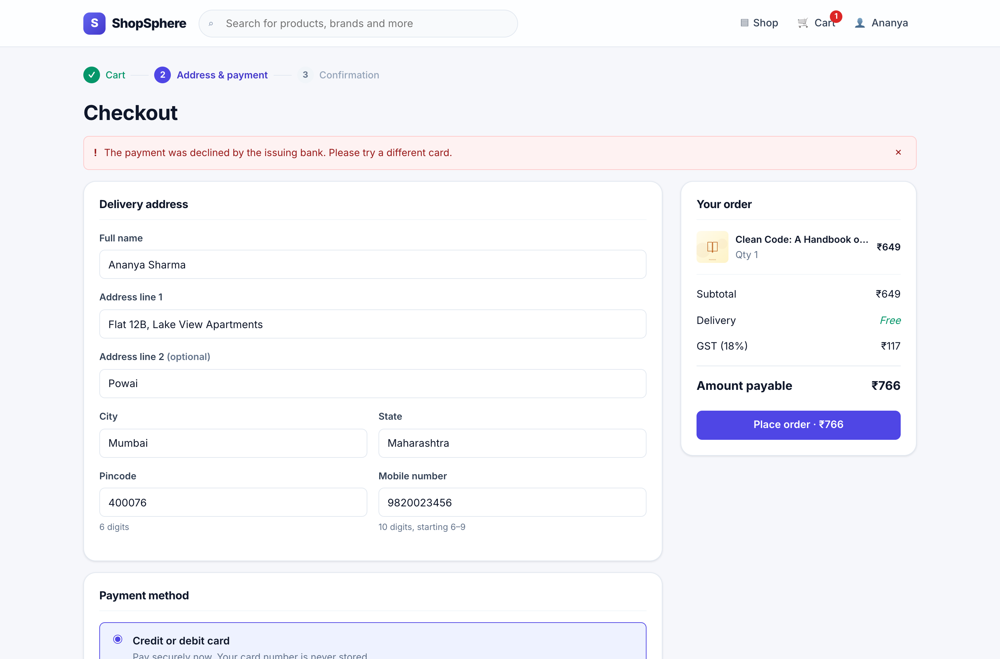 S ShopSphere
Search for products, brands and more
Shop
Cart 1
Ananya
✓ Cart
2 Address & payment
3 Confirmation
Checkout
! The payment was declined by the issuing bank. Please try a different card. ×
Delivery address
Full name
Ananya Sharma
Address line 1
Flat 12B, Lake View Apartments
Address line 2 (optional)
Powai
City
Mumbai
State
Maharashtra
Pincode
400076
6 digits
Mobile number
9820023456
10 digits, starting 6–9
Payment method
Credit or debit card
Pay securely now. Your card number is never stored
Your order
Clean Code: A Handbook o...
Qty 1
₹649
Subtotal ₹649
Delivery Free
GST (18%) ₹117
Amount payable ₹766
Place order · ₹766